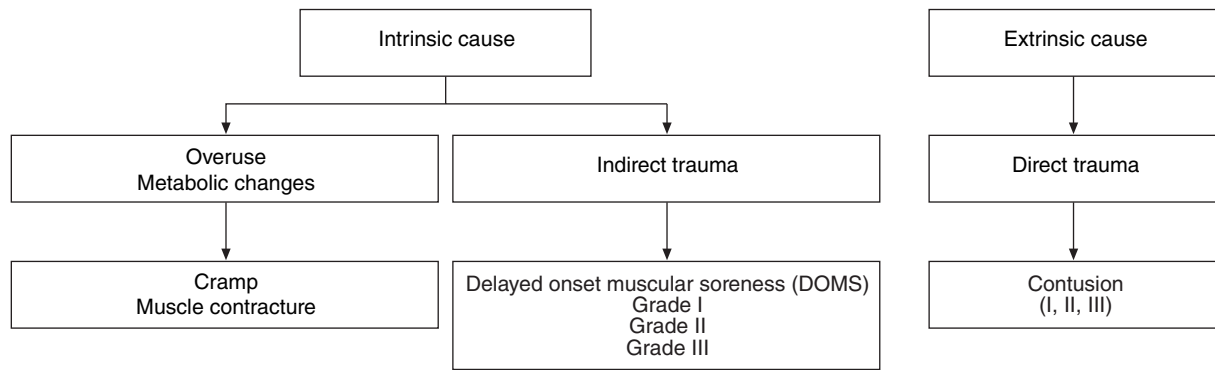 Intrinsic cause
Extrinsic cause
Overuse
Metabolic changes
Indirect trauma
Direct trauma
Cramp
Muscle contracture
Delayed onset muscular soreness (DOMS)
Grade I
Grade II
Grade III
Contusion
(I, II, III)